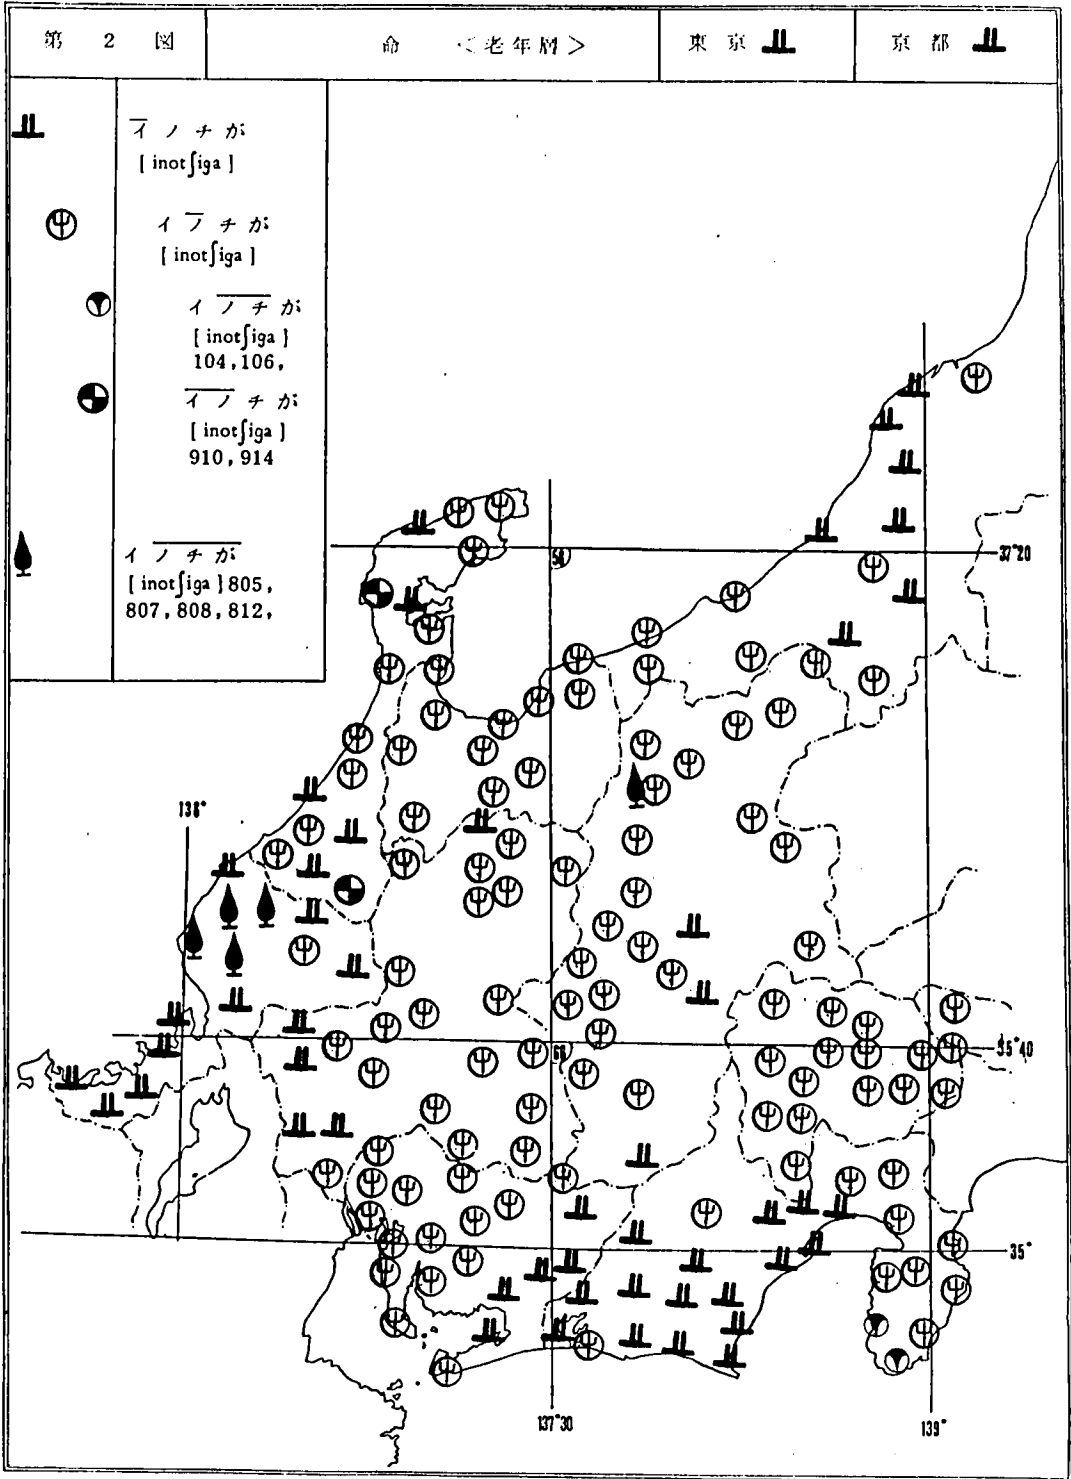 第 2 図 命 <老年層> 東京 京都
イノチが
[ inotʃiga ]
イノチが
[ inotʃiga ]
イノチが
[ inotʃiga ]
104,106,
イノチが
[ inotʃiga ]
910,914
イノチが
[ inotʃiga ] 805,
807,808,812,
37°20
136°
35°40
35°
137°30
139°